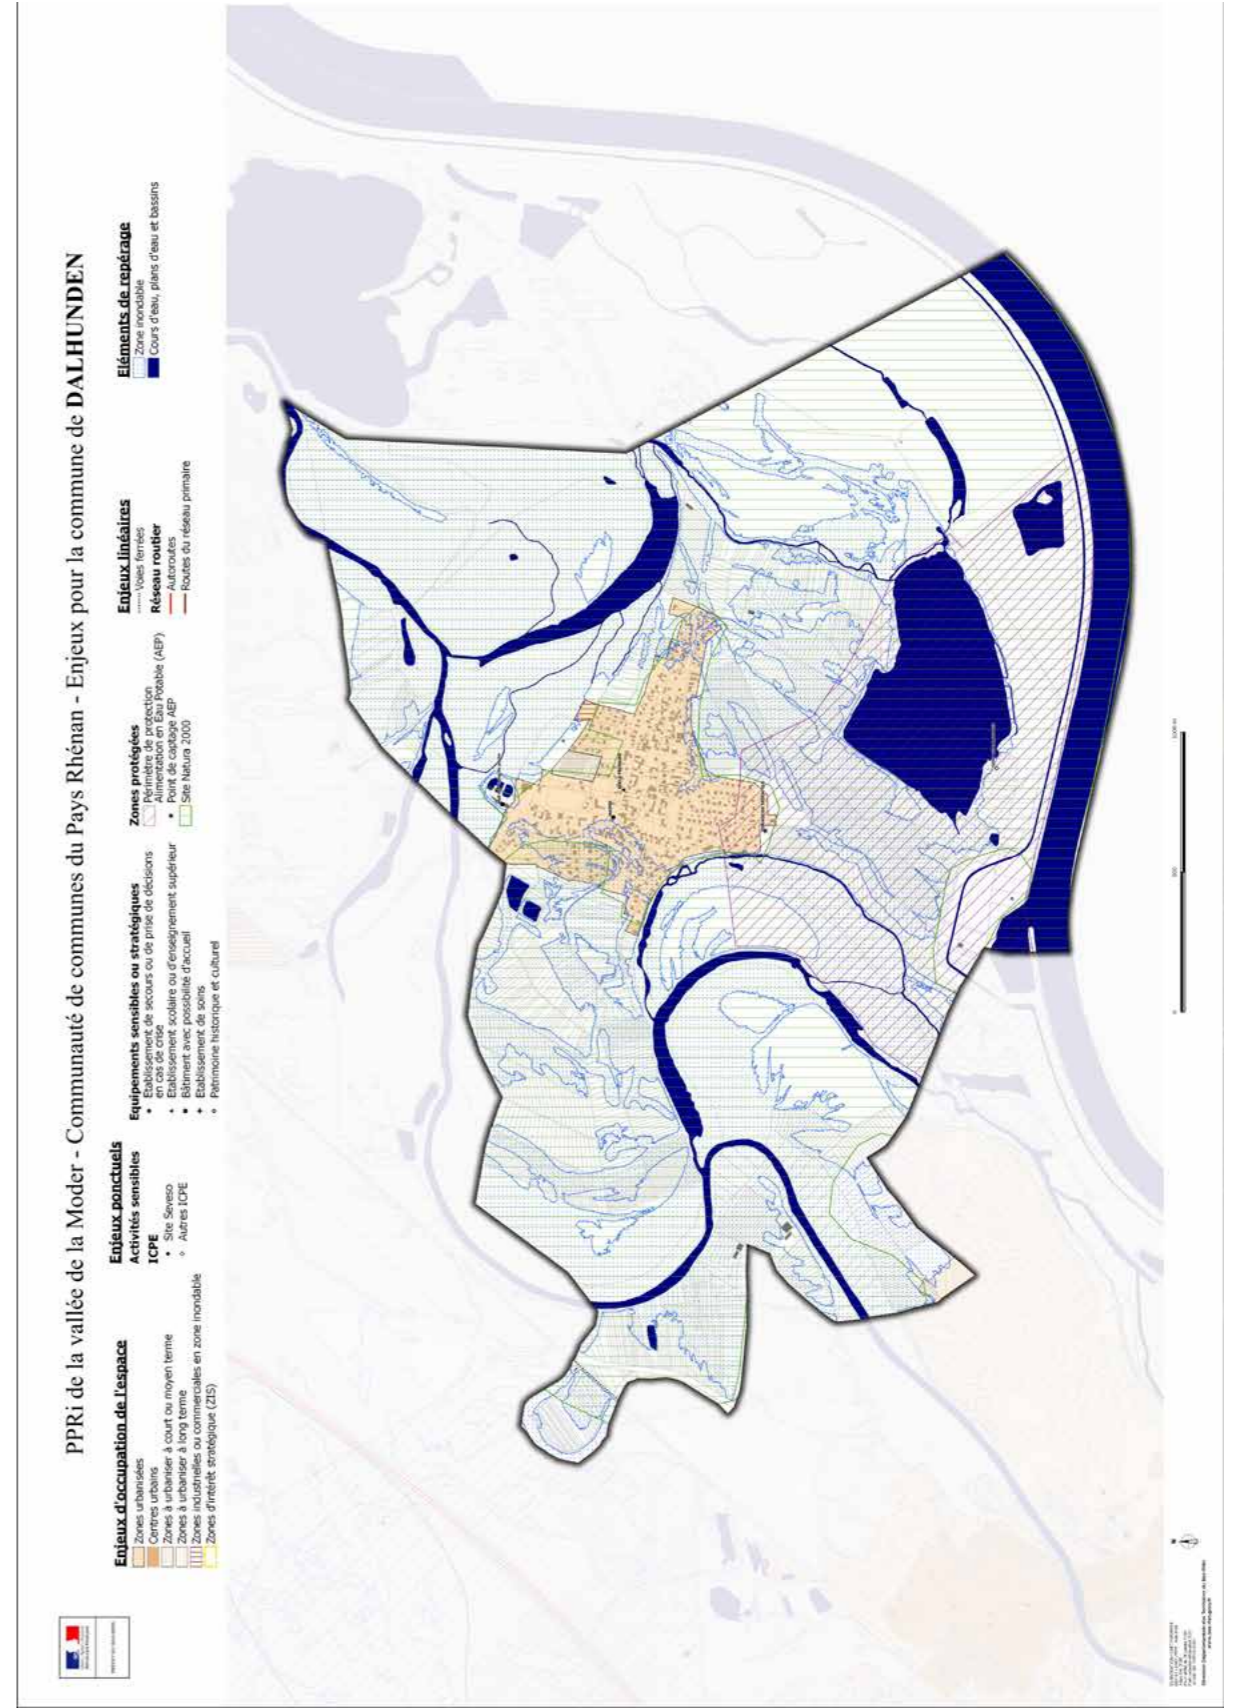 PPRi de la vallée de la Moder - Communauté de communes du Pays Rhénan - Enjeux pour la commune de DALHUNDEN
Enjeux d'occupation de l'espace
Zones urbanisées
Centres urbains
Zones à urbaniser à court ou moyen terme
Zones à urbaniser à long terme
Zones industrielles ou commerciales en zone inondable
Zones d'intérêt stratégique (ZIS)
Enjeux ponctuels
Activités sensibles
ICPE
Site Seveso
Autres ICPE
Equipements sensibles ou stratégiques
Etablissement de secours ou de prise de décisions
en cas de crise
Etablissement scolaire ou d'enseignement supérieur
Bâtiment avec possibilité d'accueil
Etablissement de soins
Patrimoine historique et culturel
Zones protégées
Périmètre de protection
Alimentation en Eau Potable (AEP)
Point de captage AEP
Site Natura 2000
Enjeux linéaires
Voies ferrées
Réseau routier
Autoroutes
Routes du réseau primaire
Eléments de repérage
Zone inondable
Cours d'eau, plans d'eau et bassins